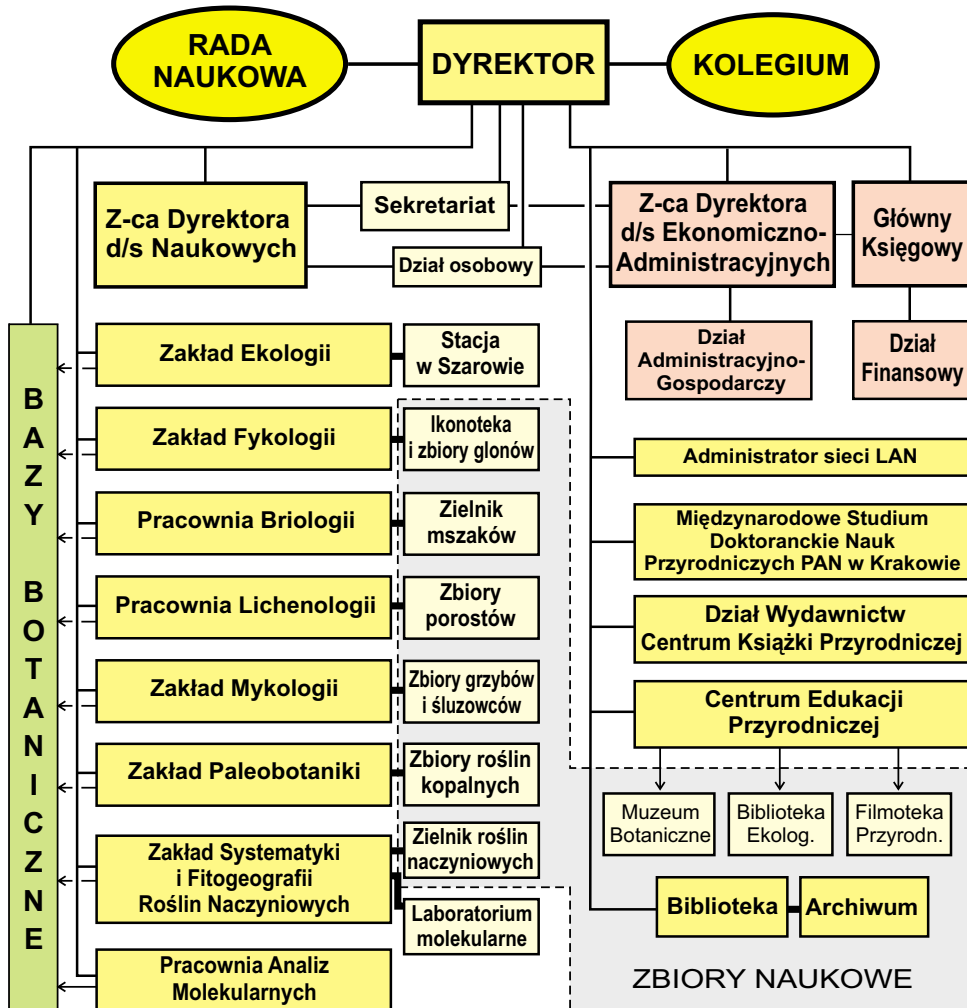 RADA
NAUKOWA
DYREKTOR
KOLEGIUM
Z-ca Dyrektora
d/s Naukowych
Sekretariat
Dział osobowy
Z-ca Dyrektora
d/s Ekonomiczno-
Administracyjnych
Główny
Księgowy
Dział
Administracyjno-
Gospodarczy
Dział
Finansowy
BAZY BOTANICZNE
Zakład Ekologii
Stacja
w Szarowie
Zakład Fykologii
Ikonoteka
i zbiory glonów
Pracownia Briologii
Zielnik
mszaków
Pracownia Lichenologii
Zbiory
porostów
Zakład Mykologii
Zbiory grzybów
i śluzowców
Zakład Paleobotaniki
Zbiory roślin
kopalnych
Zakład Systematyki
i Fitogeografii
Roślin Naczyniowych
Zielnik roślin
naczyniowych
Laboratorium
molekularne
Pracownia Analiz
Molekularnych
Administrator sieci LAN
Międzynarodowe Studium
Doktoranckie Nauk
Przyrodniczych PAN w Krakowie
Dział Wydawnictw
Centrum Książki Przyrodniczej
Centrum Edukacji
Przyrodniczej
Muzeum
Botaniczne
Biblioteka
Ekolog.
Filmoteka
Przyrodn.
Biblioteka
Archiwum
ZBIORY NAUKOWE